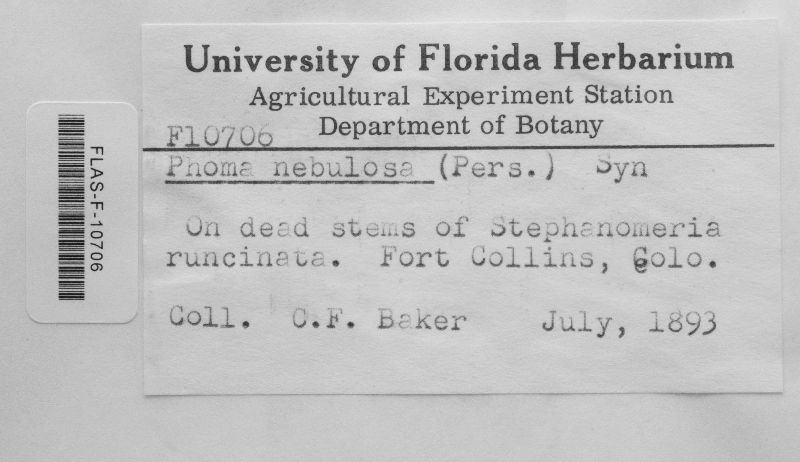 University of Florida Herbarium
Agricultural Experiment Station
Department of Botany
F10706
Phoma nebulosa (Pers.) Syn
On dead stems of Stephanomeria
runcinata. Fort Collins, Colo.
Coll. C.F. Baker July, 1893
FLAS-F-10706